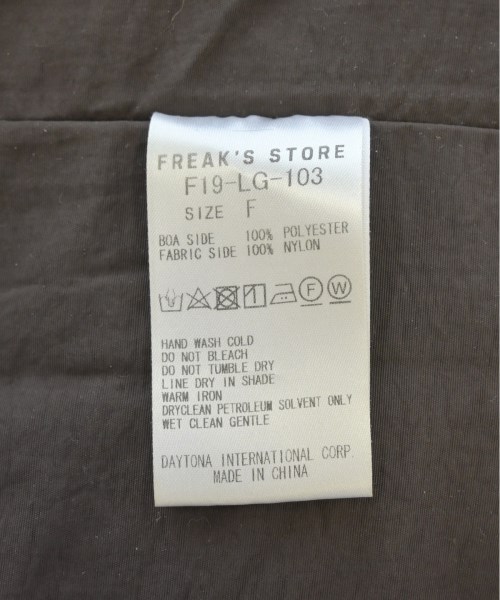 FREAK'S STORE
F19-LG-103
SIZE F
BOA SIDE 100% POLYESTER
FABRIC SIDE 100% NYLON
F W
HAND WASH COLD
DO NOT BLEACH
DO NOT TUMBLE DRY
LINE DRY IN SHADE
WARM IRON
DRYCLEAN PETROLEUM SOLVENT ONLY
WET CLEAN GENTLE
DAYTONA INTERNATIONAL CORP.
MADE IN CHINA